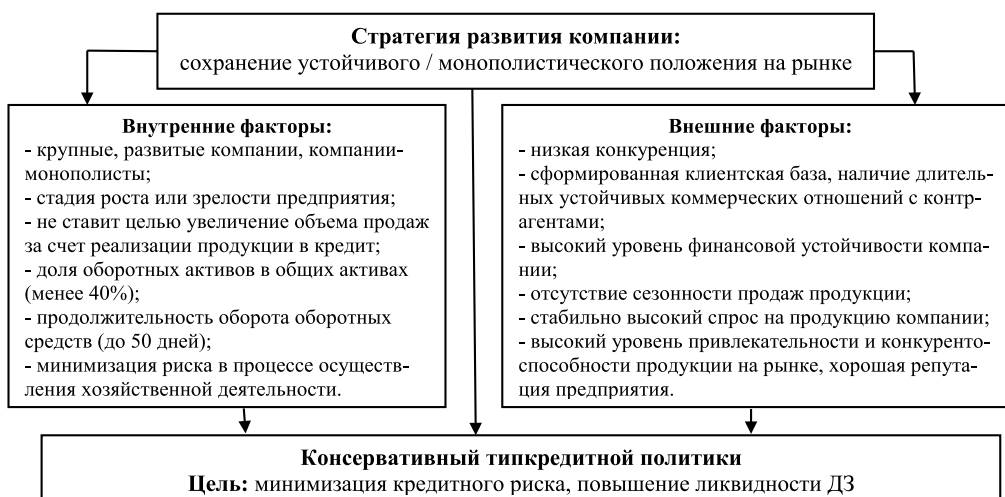 Стратегия развития компании:
сохранение устойчивого / монополистического положения на рынке
Внутренние факторы:
- крупные, развитые компании, компании-
монополисты;
- стадия роста или зрелости предприятия;
- не ставит целью увеличение объема продаж
за счет реализации продукции в кредит;
- доля оборотных активов в общих активах
(менее 40%);
- продолжительность оборота оборотных
средств (до 50 дней);
- минимизация риска в процессе осуществ-
ления хозяйственной деятельности.
Внешние факторы:
- низкая конкуренция;
- сформированная клиентская база, наличие длитель-
ных устойчивых коммерческих отношений с контр-
агентами;
- высокий уровень финансовой устойчивости компа-
нии;
- отсутствие сезонности продаж продукции;
- стабильно высокий спрос на продукцию компании;
- высокий уровень привлекательности и конкуренто-
способности продукции на рынке, хорошая репута-
ция предприятия.
Консервативный типкредитной политики
Цель: минимизация кредитного риска, повышение ликвидности ДЗ